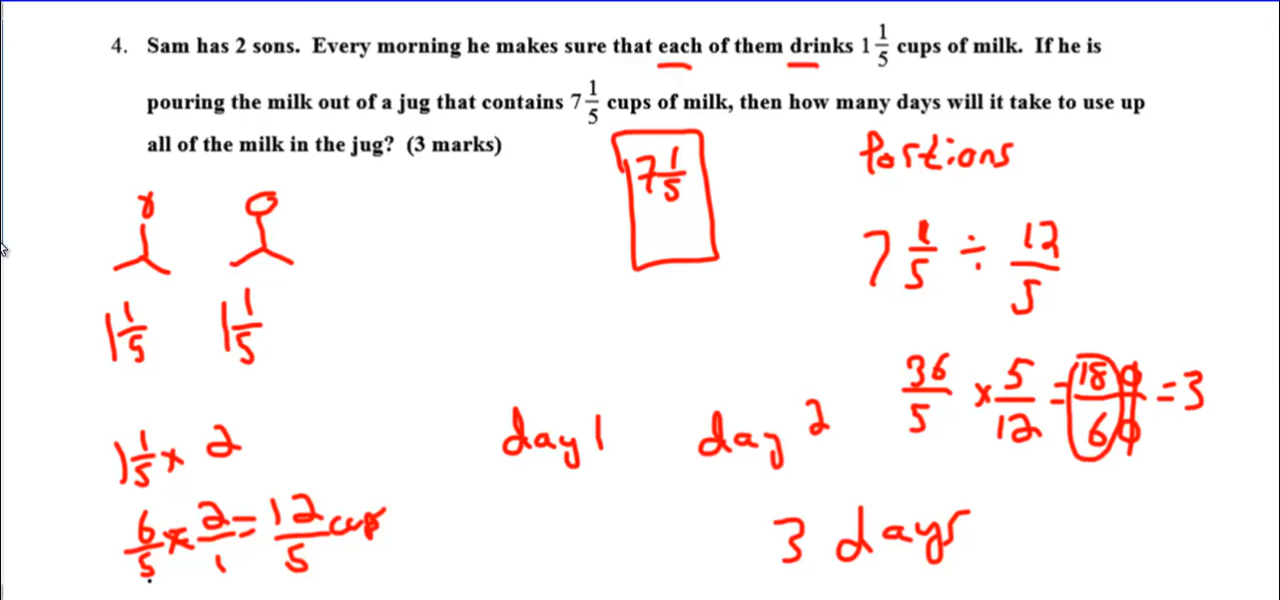 4. Sam has 2 sons. Every morning he makes sure that each of them drinks 1 1/5 cups of milk. If he is
pouring the milk out of a jug that contains 7 1/5 cups of milk, then how many days will it take to use up
all of the milk in the jug? (3 marks)
7 1/5
Portions
7 1/5 ÷ 12/5
1 1/5 1 1/5
36/5 × 5/12 = 180/60 = 3
day 1 day 2
1 1/5 × 2
6/5 × 2/1 = 12/5 cups
3 days